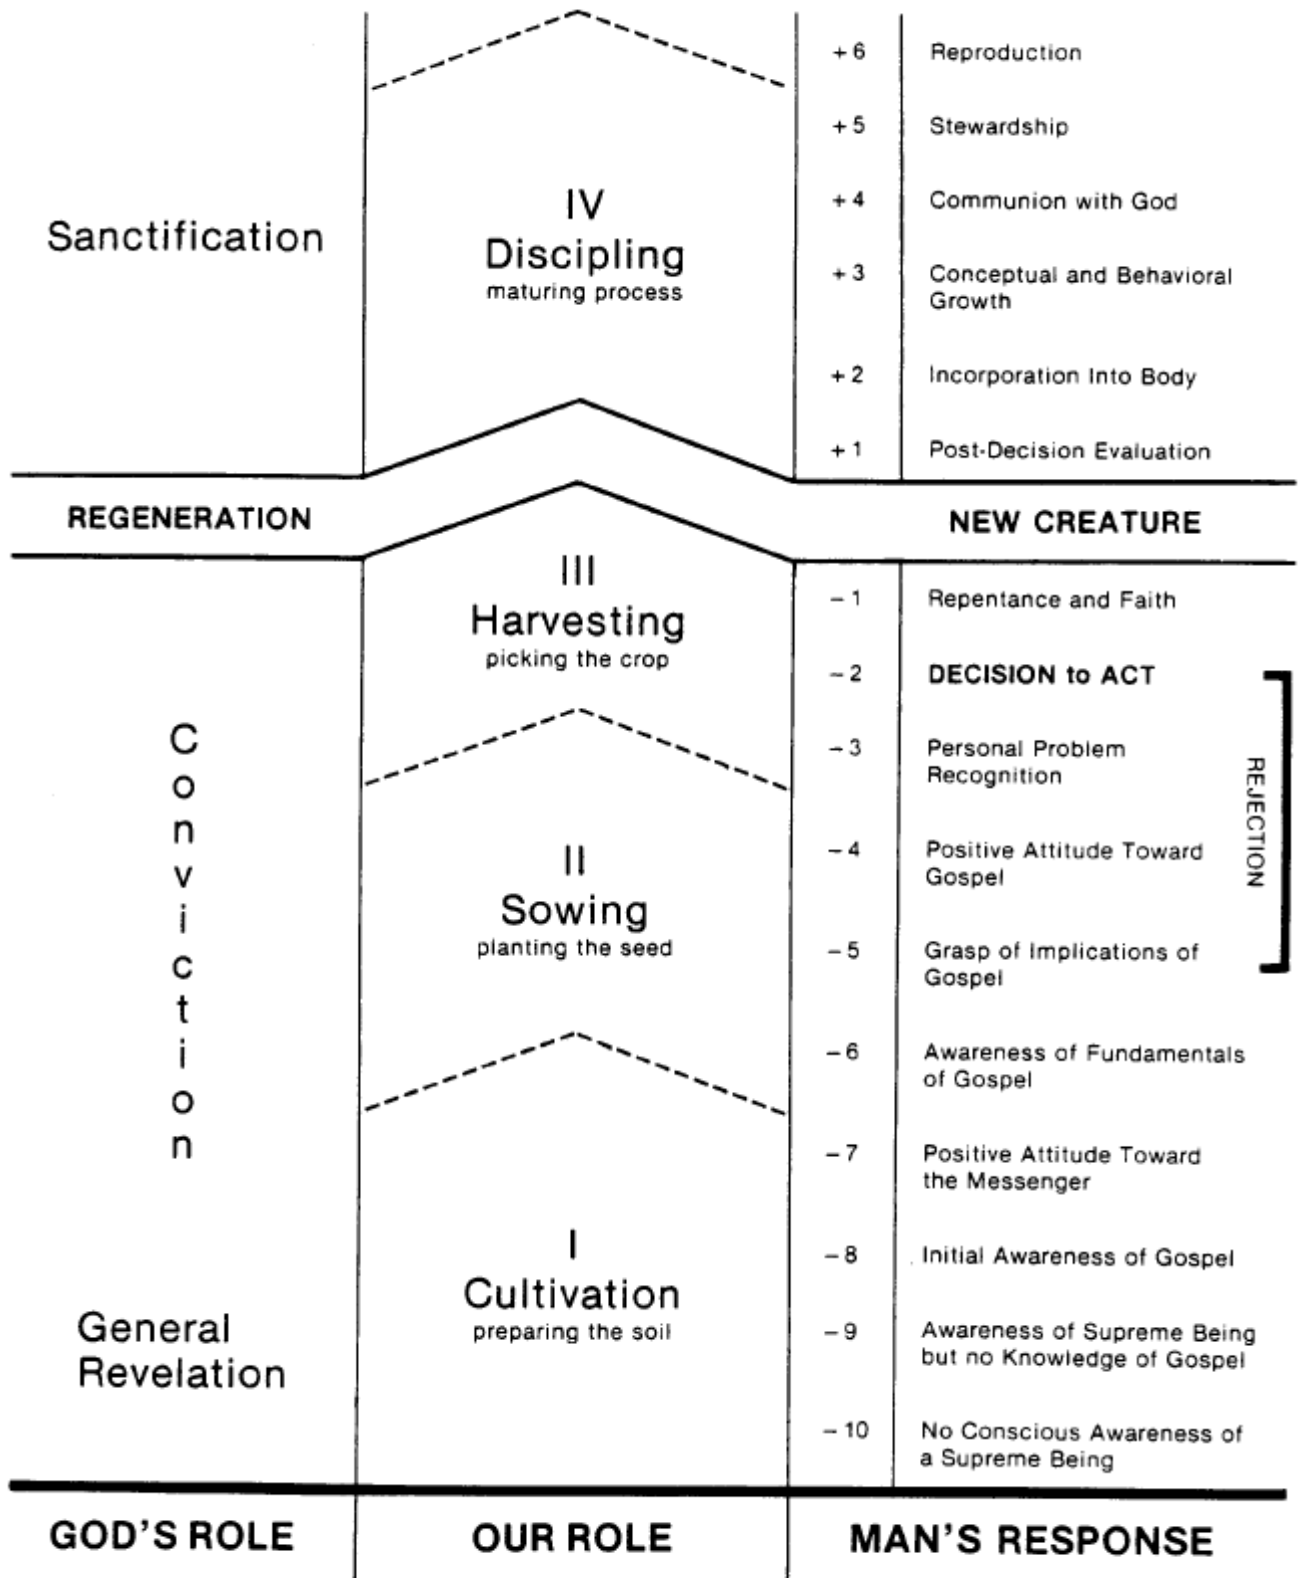 +6 Reproduction
+5 Stewardship
+4 Communion with God
+3 Conceptual and Behavioral
Growth
+2 Incorporation Into Body
+1 Post-Decision Evaluation
Sanctification
IV
Discipling
maturing process
REGENERATION
NEW CREATURE
III
Harvesting
picking the crop
-1 Repentance and Faith
-2 DECISION to ACT
-3 Personal Problem
Recognition
-4 Positive Attitude Toward
Gospel
-5 Grasp of Implications of
Gospel
REJECTION
Conviction
II
Sowing
planting the seed
-6 Awareness of Fundamentals
of Gospel
-7 Positive Attitude Toward
the Messenger
-8 Initial Awareness of Gospel
-9 Awareness of Supreme Being
but no Knowledge of Gospel
-10 No Conscious Awareness of
a Supreme Being
I
Cultivation
preparing the soil
General
Revelation
GOD'S ROLE
OUR ROLE
MAN'S RESPONSE